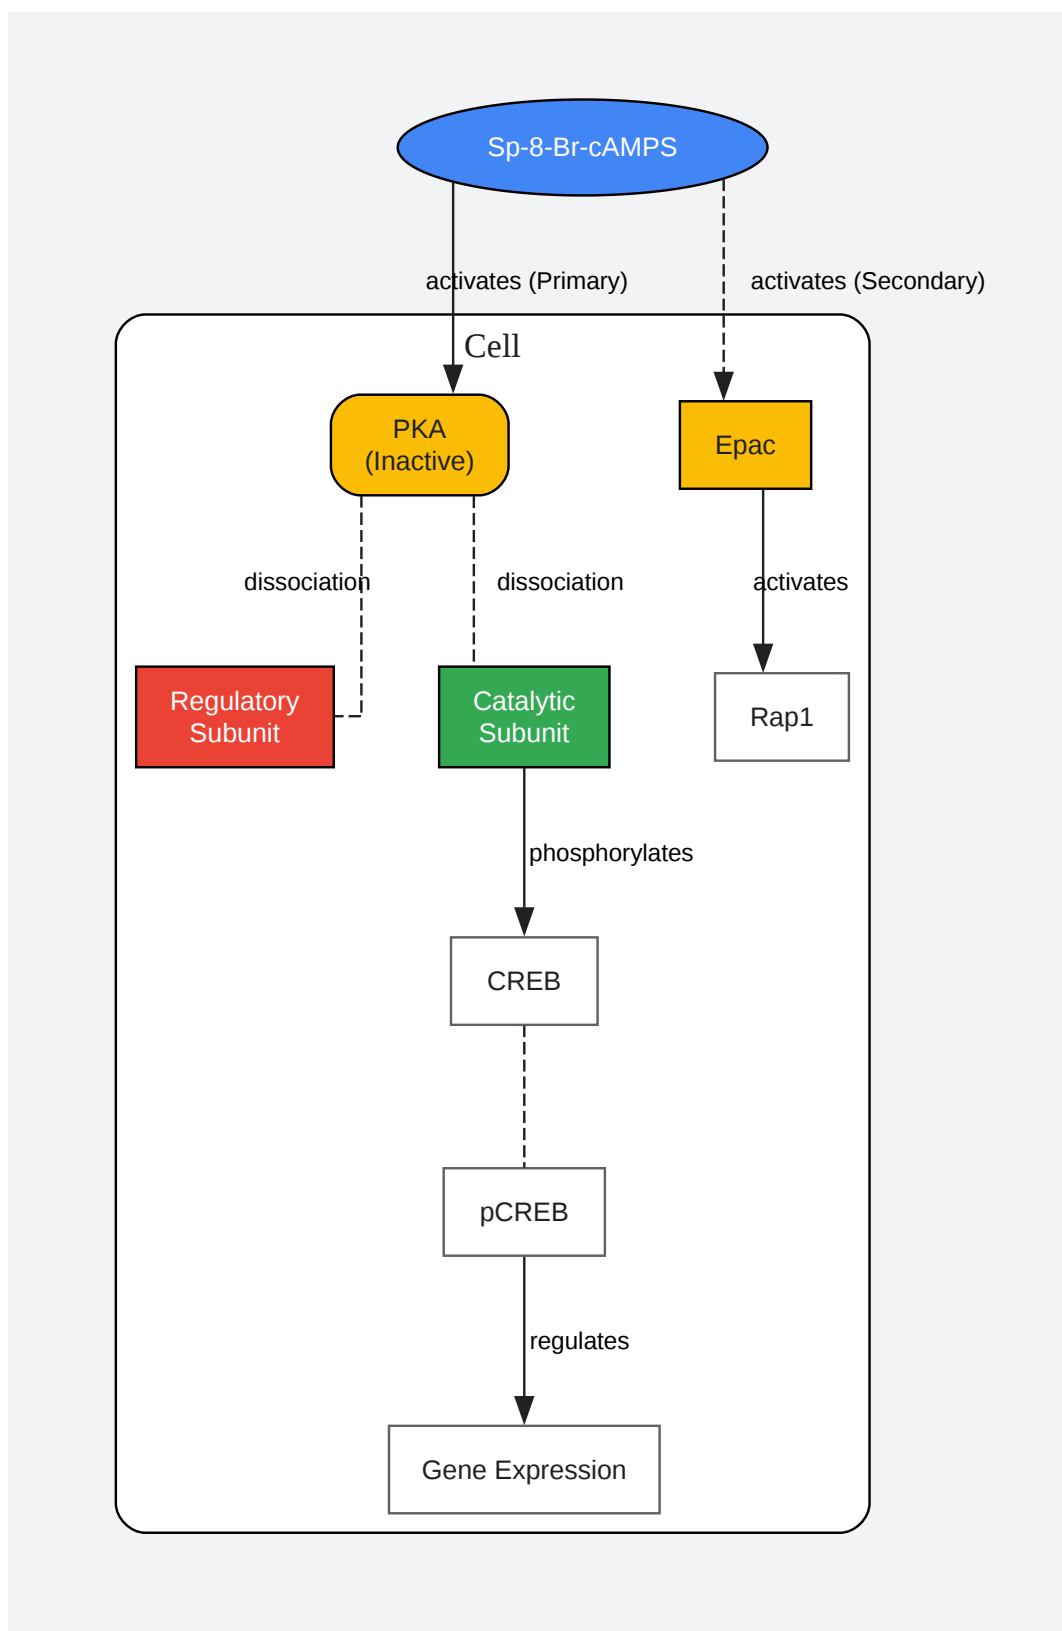 Sp-8-Br-cAMPS
activates (Primary)
activates (Secondary)
Cell
PKA
(Inactive)
Epac
dissociation
dissociation
activates
Regulatory
Subunit
Catalytic
Subunit
Rap1
phosphorylates
CREB
pCREB
regulates
Gene Expression